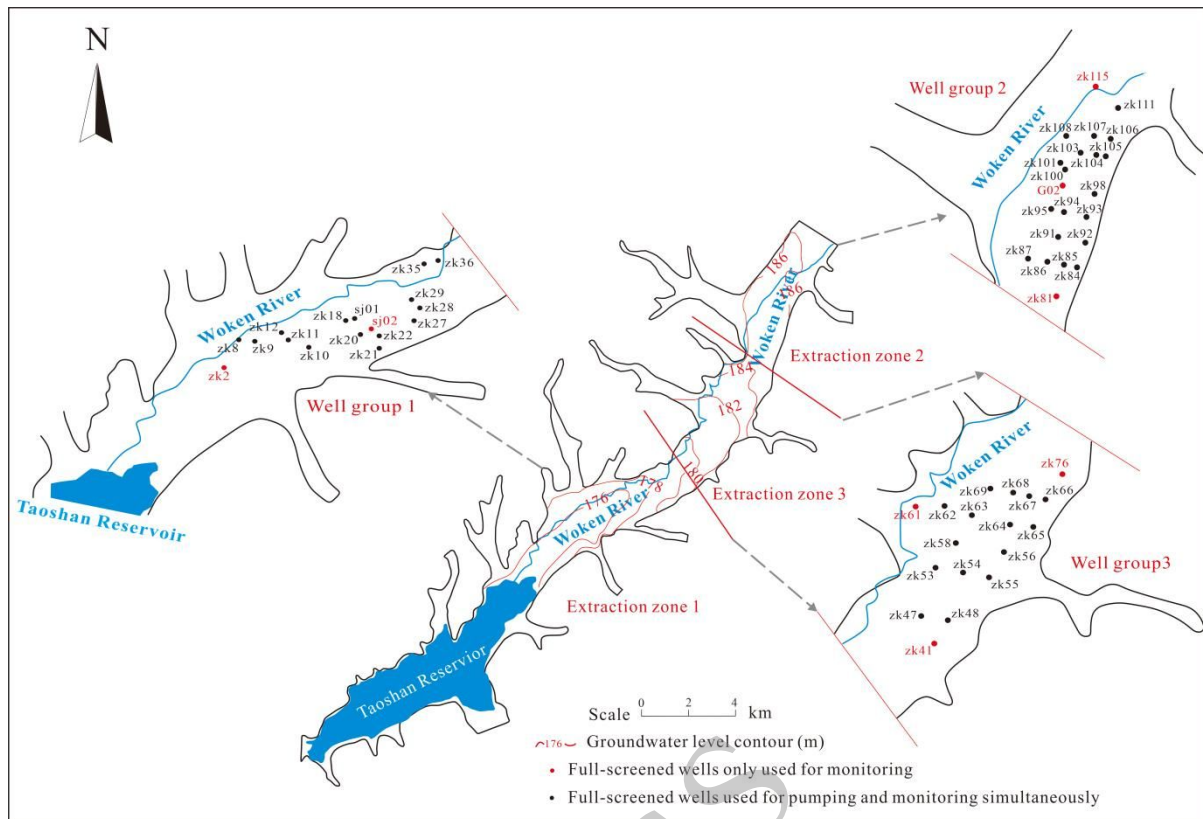 N
Well group 2
zk115
zk111
zk108
zk107
zk106
zk103
zk105
zk101
zk104
zk100
G02
zk98
zk95
zk94
zk93
zk91
zk92
zk87
zk86
zk85
zk84
zk81
Woken River
zk35
zk36
zk29
zk28
zk27
zk18
sj01
sj02
zk12
zk11
zk20
zk22
zk8
zk9
zk10
zk21
zk2
Woken River
Well group 1
Taoshan Reservoir
186
186
Woken River
184
Extraction zone 2
182
180
Extraction zone 3
178
176
Woken River
Extraction zone 1
Taoshan Reservior
Woken River
zk76
zk69
zk68
zk66
zk67
zk61
zk62
zk63
zk64
zk65
zk58
zk56
zk53
zk54
zk55
Well group3
zk47
zk48
zk41
Scale 0 2 4 km
176 Groundwater level contour (m)
Full-screened wells only used for monitoring
Full-screened wells used for pumping and monitoring simultaneously
S